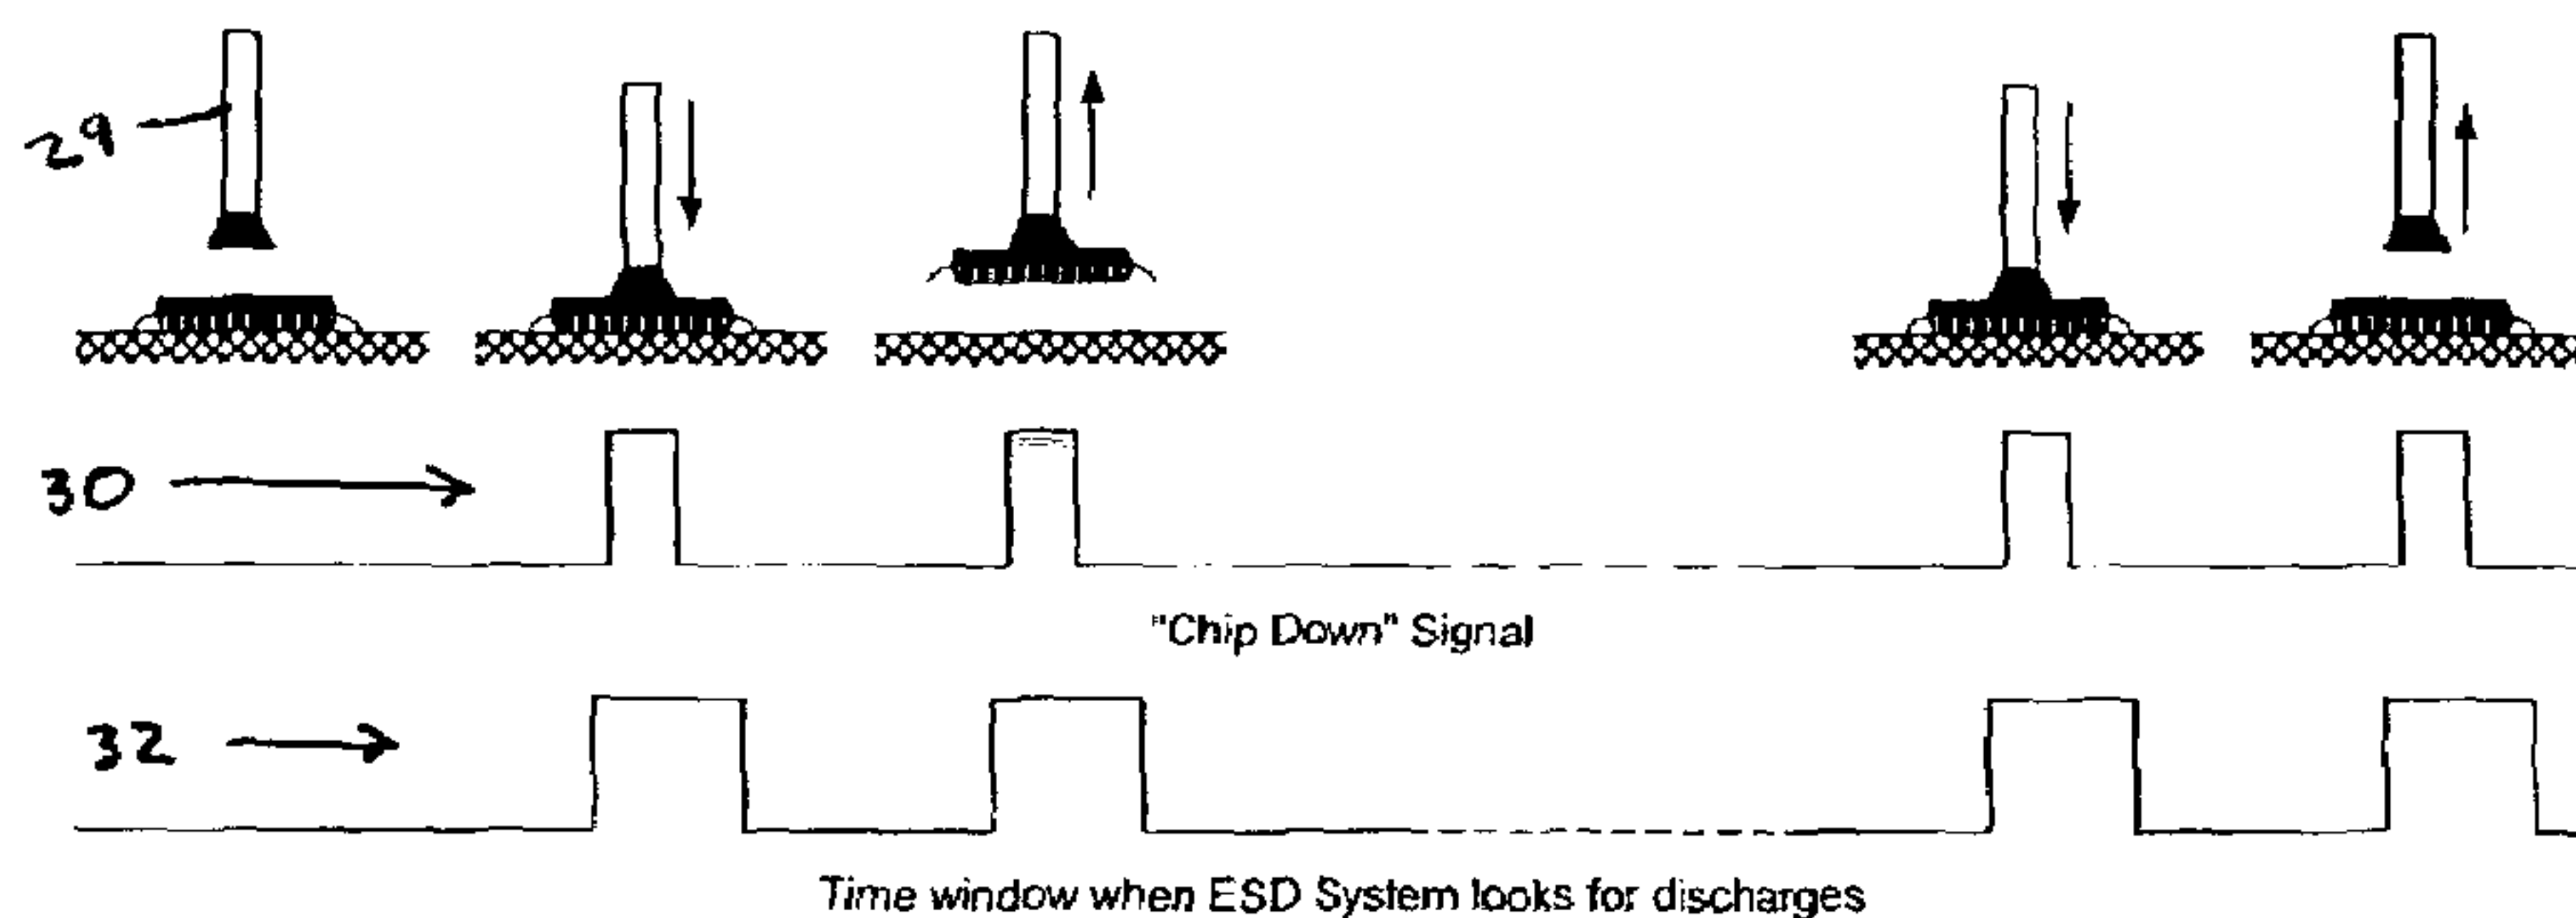 29
30
"Chip Down" Signal
32
Time window when ESD System looks for discharges